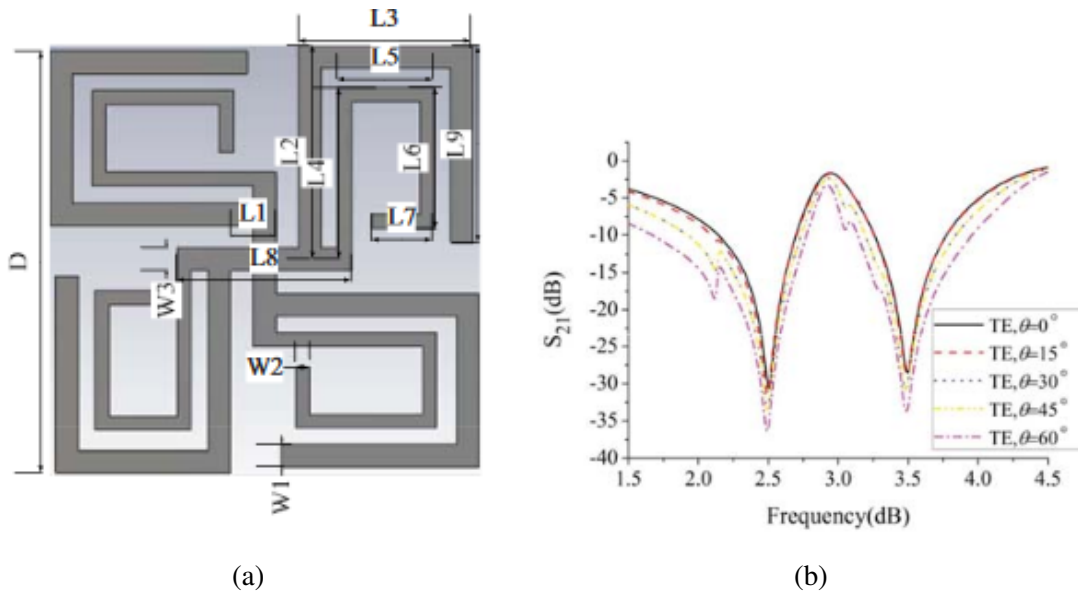 L3
L5
L2
L4
L6
L9
L1
L7
L8
D
W3
W2
W1
(a)
0
-5
-10
-15
-20
-25
-30
-35
-40
S21(dB)
TE,θ=0°
TE,θ=15°
TE,θ=30°
TE,θ=45°
TE,θ=60°
1.5 2.0 2.5 3.0 3.5 4.0 4.5
Frequency(dB)
(b)